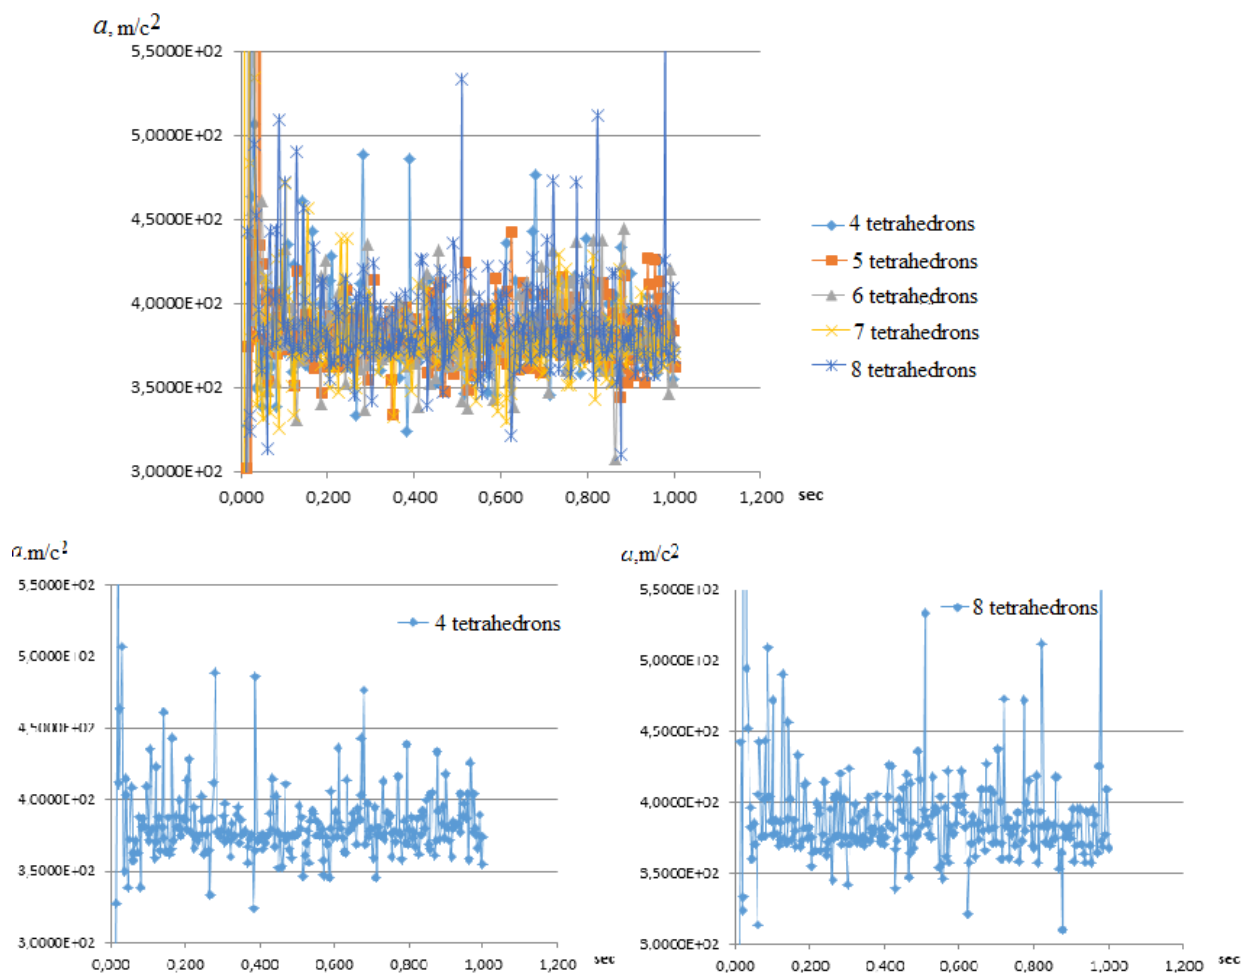 a, m/c²
5,5000E+02
5,0000E+02
4,5000E+02
4,0000E+02
3,5000E+02
3,0000E+02
0,000 0,200 0,400 0,600 0,800 1,000 1,200 sec
4 tetrahedrons
5 tetrahedrons
6 tetrahedrons
7 tetrahedrons
8 tetrahedrons
a.m/c²
5,5000E+02
5,0000E+02
4,5000E+02
4,0000E+02
3,5000E+02
3,0000E+02
0,000 0,200 0,400 0,600 0,800 1,000 1,200 sec
4 tetrahedrons
a,m/c²
5,5000E+02
5,0000E+02
4,5000E+02
4,0000E+02
3,5000E+02
3,0000E+02
0,000 0,200 0,400 0,600 0,800 1,000 1,200 sec
8 tetrahedrons